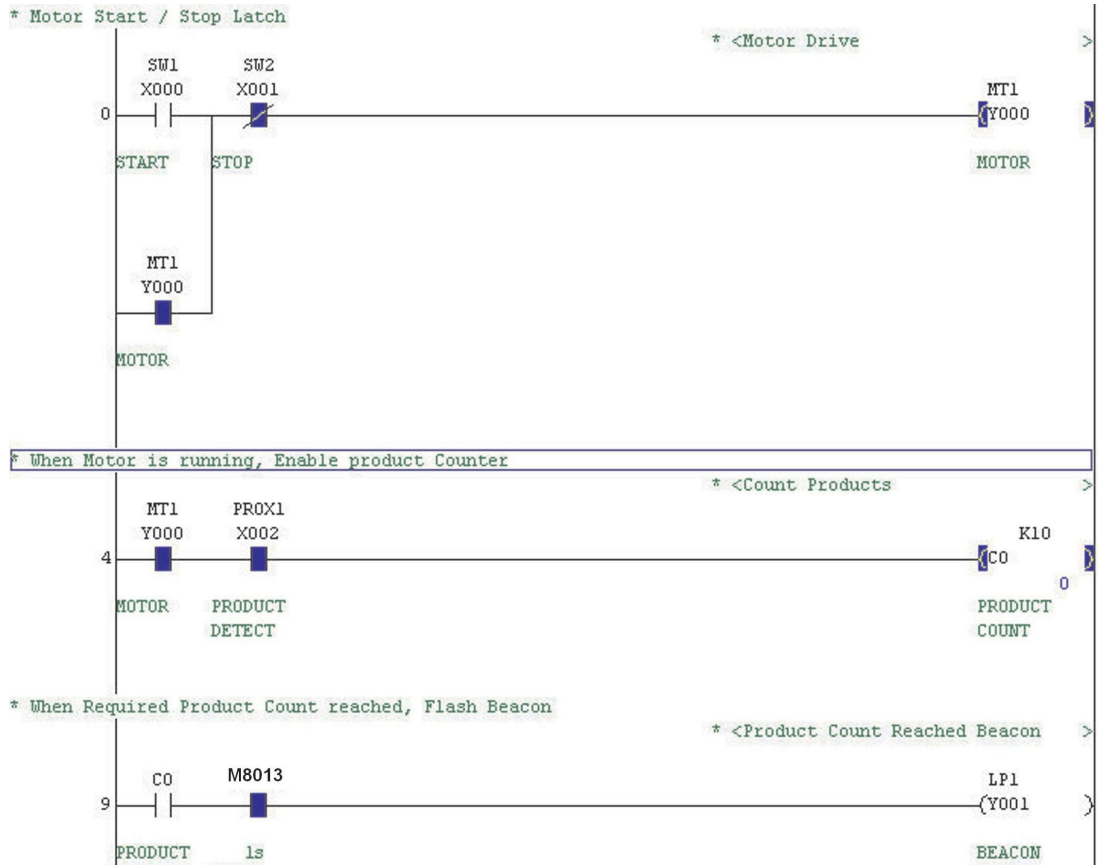 * Motor Start / Stop Latch
* <Motor Drive >
SW1 SW2
X000 X001 MT1
0 Y000
START STOP MOTOR
MT1
Y000
MOTOR
* When Motor is running, Enable product Counter
* <Count Products >
MT1 PROX1
Y000 X002 K10
4 C0
0
MOTOR PRODUCT PRODUCT
DETECT COUNT
* When Required Product Count reached, Flash Beacon
* <Product Count Reached Beacon >
C0 M8013 LP1
9 Y001
PRODUCT 1s BEACON